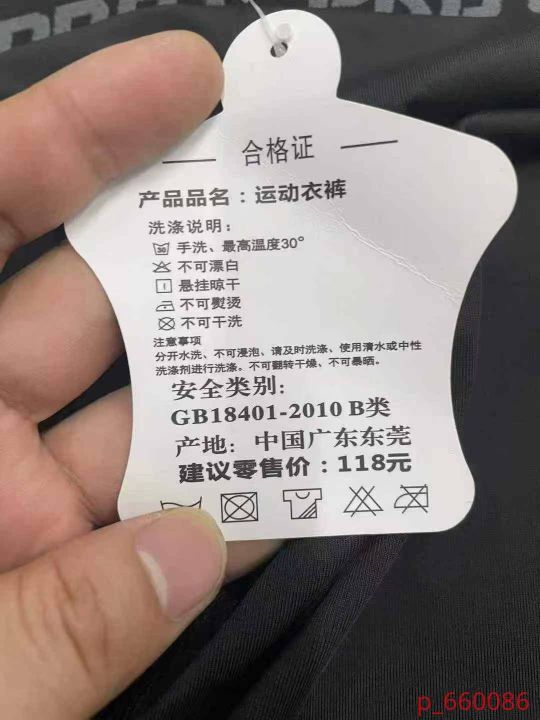 合格证
产品品名：运动衣裤
洗涤说明：
30 手洗、最高温度30°
不可漂白
悬挂晾干
不可熨烫
不可干洗
注意事项
分开水洗、不可浸泡、请及时洗涤、使用清水或中性
洗涤剂进行洗涤。不可翻转干燥、不可暴晒。
安全类别:
GB18401-2010 B类
产地: 中国广东东莞
建议零售价：118元
p_660086